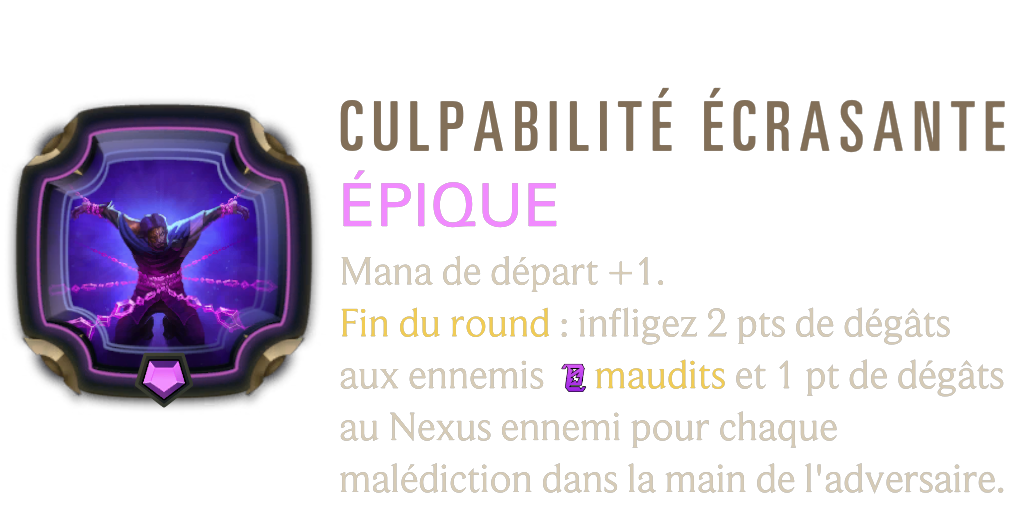 CULPABILITÉ ÉCRASANTE
ÉPIQUE
Mana de départ +1.
Fin du round : infligez 2 pts de dégâts
aux ennemis maudits et 1 pt de dégâts
au Nexus ennemi pour chaque
malédiction dans la main de l'adversaire.